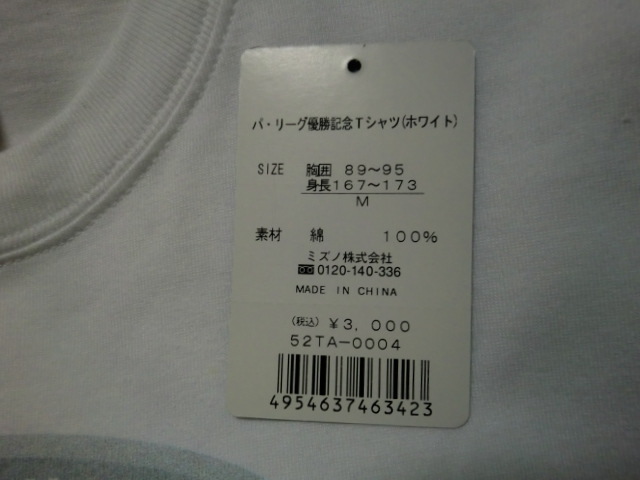 パ・リーグ優勝記念Tシャツ(ホワイト)
SIZE 胸囲 89～95
身長167～173
M
素材 綿 100%
ミズノ株式会社
0120-140-336
MADE IN CHINA
(税込) ¥3,000
52TA-0004
4954637463423